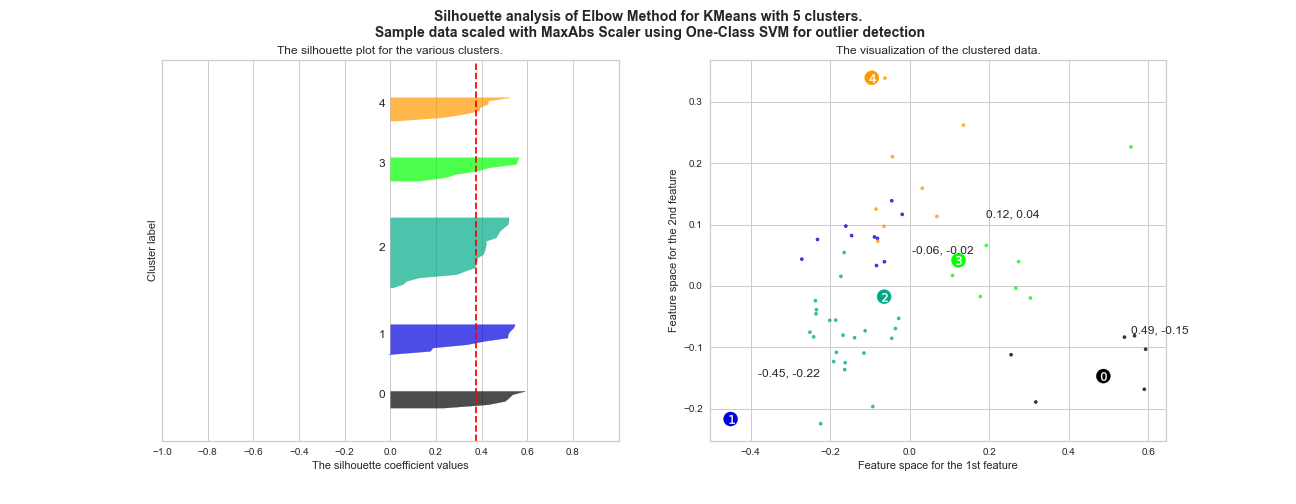 Silhouette analysis of Elbow Method for KMeans with 5 clusters.
Sample data scaled with MaxAbs Scaler using One-Class SVM for outlier detection
The silhouette plot for the various clusters.
Cluster label
4
3
2
1
0
−1.0 −0.8 −0.6 −0.4 −0.2 0.0 0.2 0.4 0.6 0.8
The silhouette coefficient values
The visualization of the clustered data.
Feature space for the 2nd feature
0.3
0.2
0.1
0.0
−0.1
−0.2
4
0.12, 0.04
-0.06, -0.02
3
2
0.49, -0.15
-0.45, -0.22
0
1
−0.4 −0.2 0.0 0.2 0.4 0.6
Feature space for the 1st feature